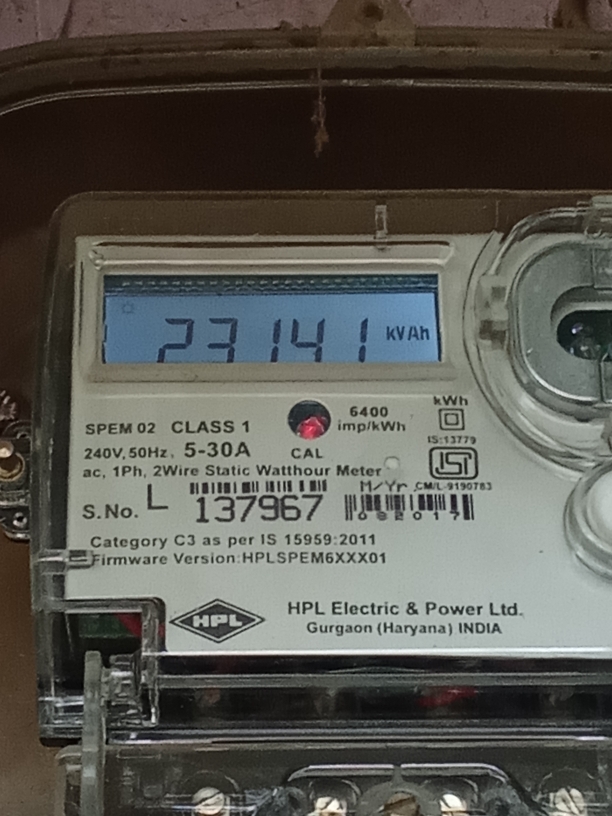 23141 kVAh
SPEM 02 CLASS 1
240V, 50Hz, 5-30A
CAL
6400
imp/kWh
kWh
IS:13779
ISI
ac, 1Ph, 2Wire Static Watthour Meter
M/Yr CM/L-9190783
S.No. L 137967
082017
Category C3 as per IS 15959:2011
Firmware Version:HPLSPEM6XXX01
HPL
HPL Electric & Power Ltd.
Gurgaon (Haryana) INDIA